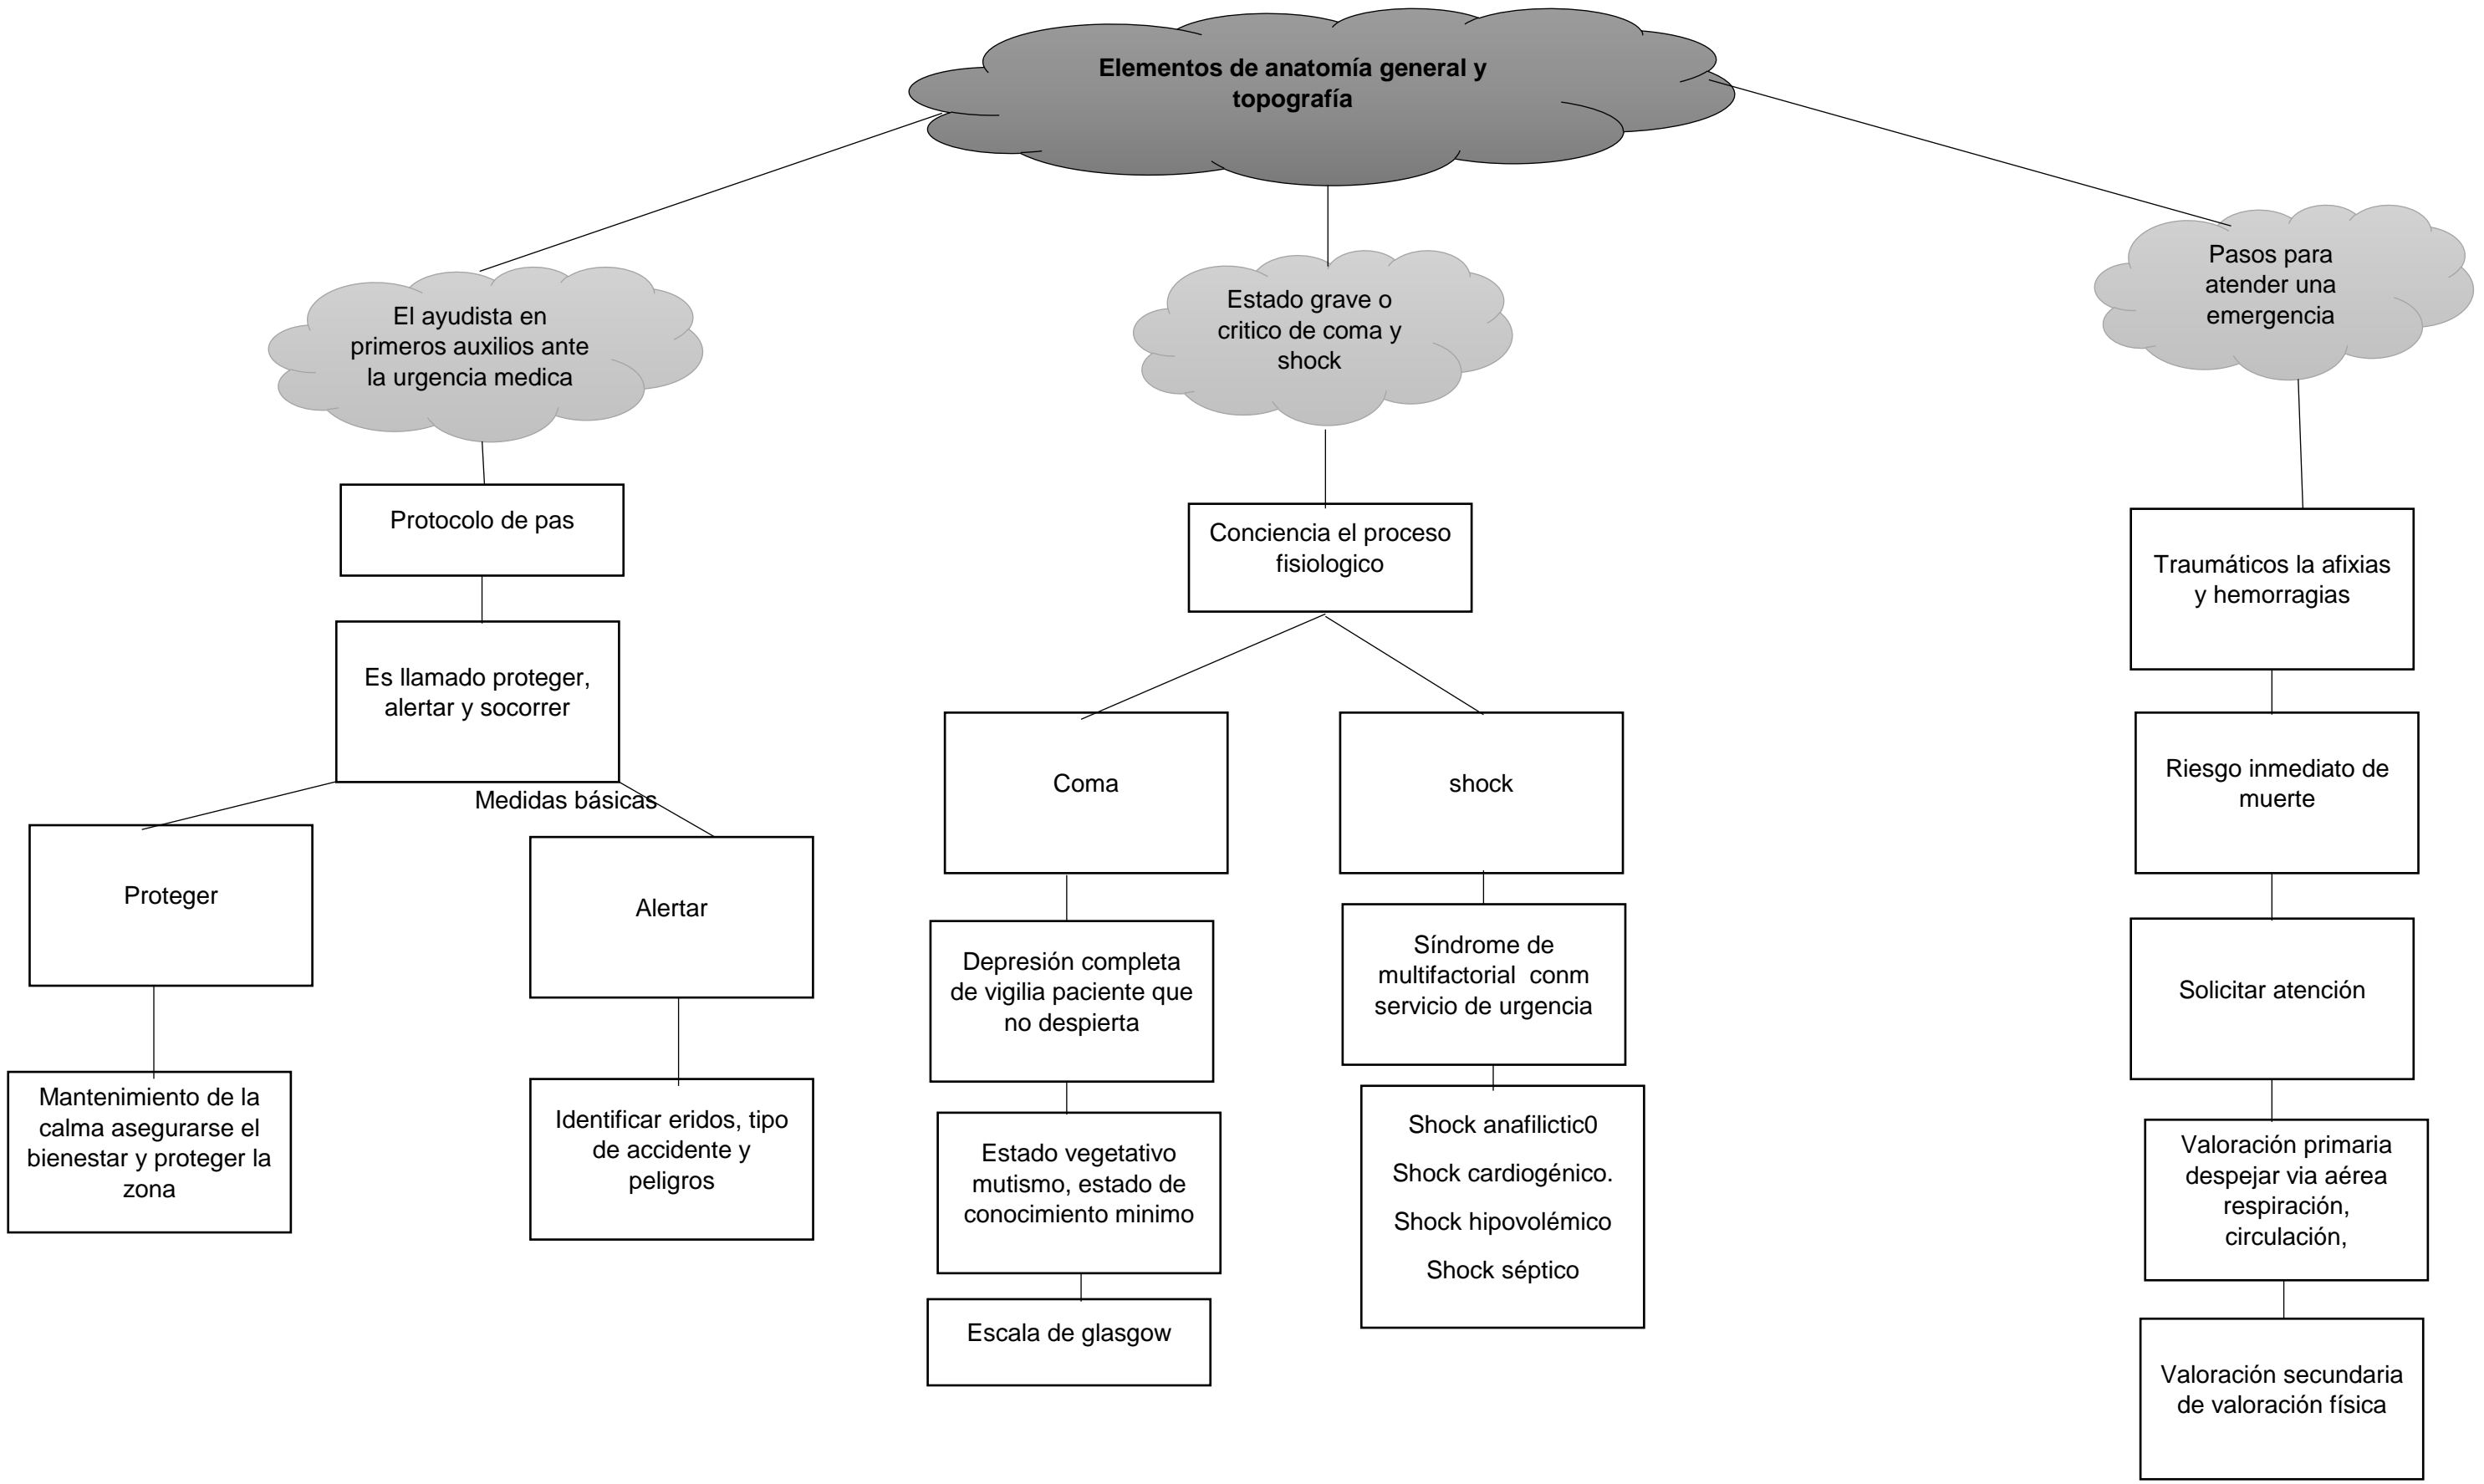 Elementos de anatomía general y
topografía
El ayudista en
primeros auxilios ante
la urgencia medica
Estado grave o
critico de coma y
shock
Pasos para
atender una
emergencia
Protocolo de pas
Es llamado proteger,
alertar y socorrer
Medidas básicas
Proteger
Alertar
Mantenimiento de la
calma asegurarse el
bienestar y proteger la
zona
Identificar eridos, tipo
de accidente y
peligros
Conciencia el proceso
fisiologico
Coma
shock
Depresión completa
de vigilia paciente que
no despierta
Estado vegetativo
mutismo, estado de
conocimiento minimo
Escala de glasgow
Síndrome de
multifactorial  conm
servicio de urgencia
Shock anafilictic0
Shock cardiogénico.
Shock hipovolémico
Shock séptico
Traumáticos la afixias
y hemorragias
Riesgo inmediato de
muerte
Solicitar atención
Valoración primaria
despejar via aérea
respiración,
circulación,
Valoración secundaria
de valoración física